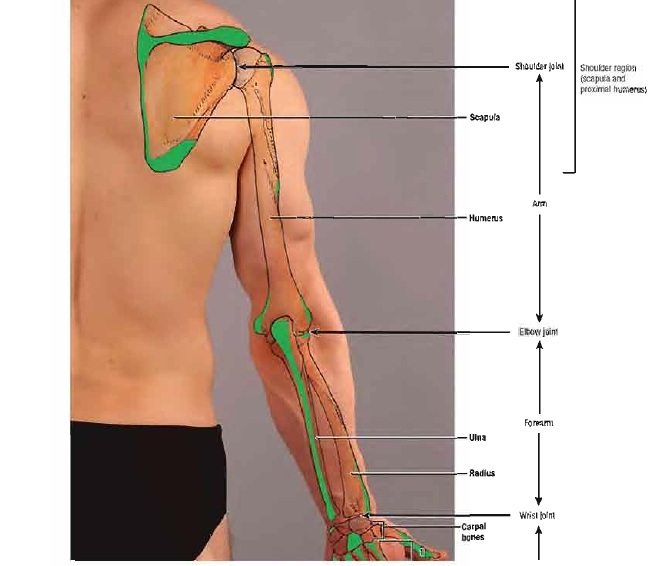 Shoulder joint
Shoulder region
(scapula and
proximal humerus)
Scapula
Arm
Humerus
Elbow joint
Forearm
Ulna
Radius
Wrist joint
Carpal
bones
1